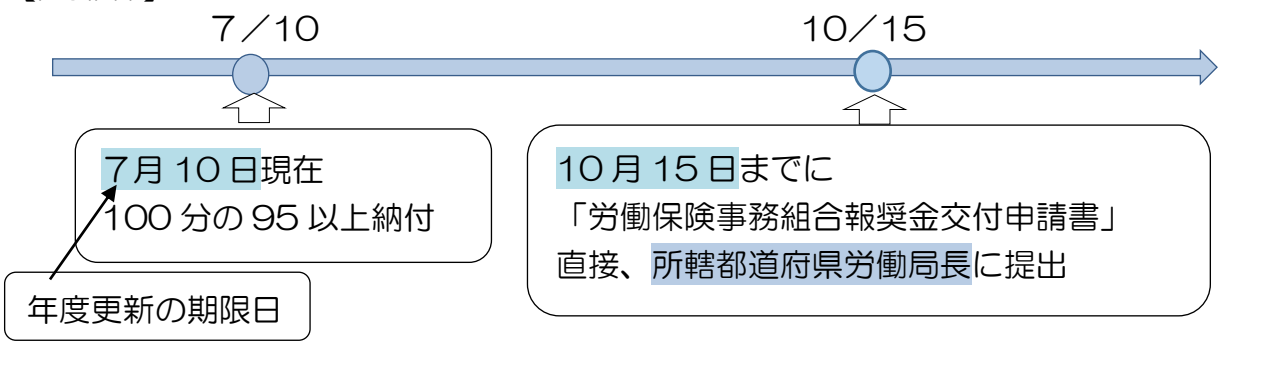 7/10
10/15
7月10日現在
100分の95以上納付
10月15日までに
「労働保険事務組合報奨金交付申請書」
直接、所轄都道府県労働局長に提出
年度更新の期限日